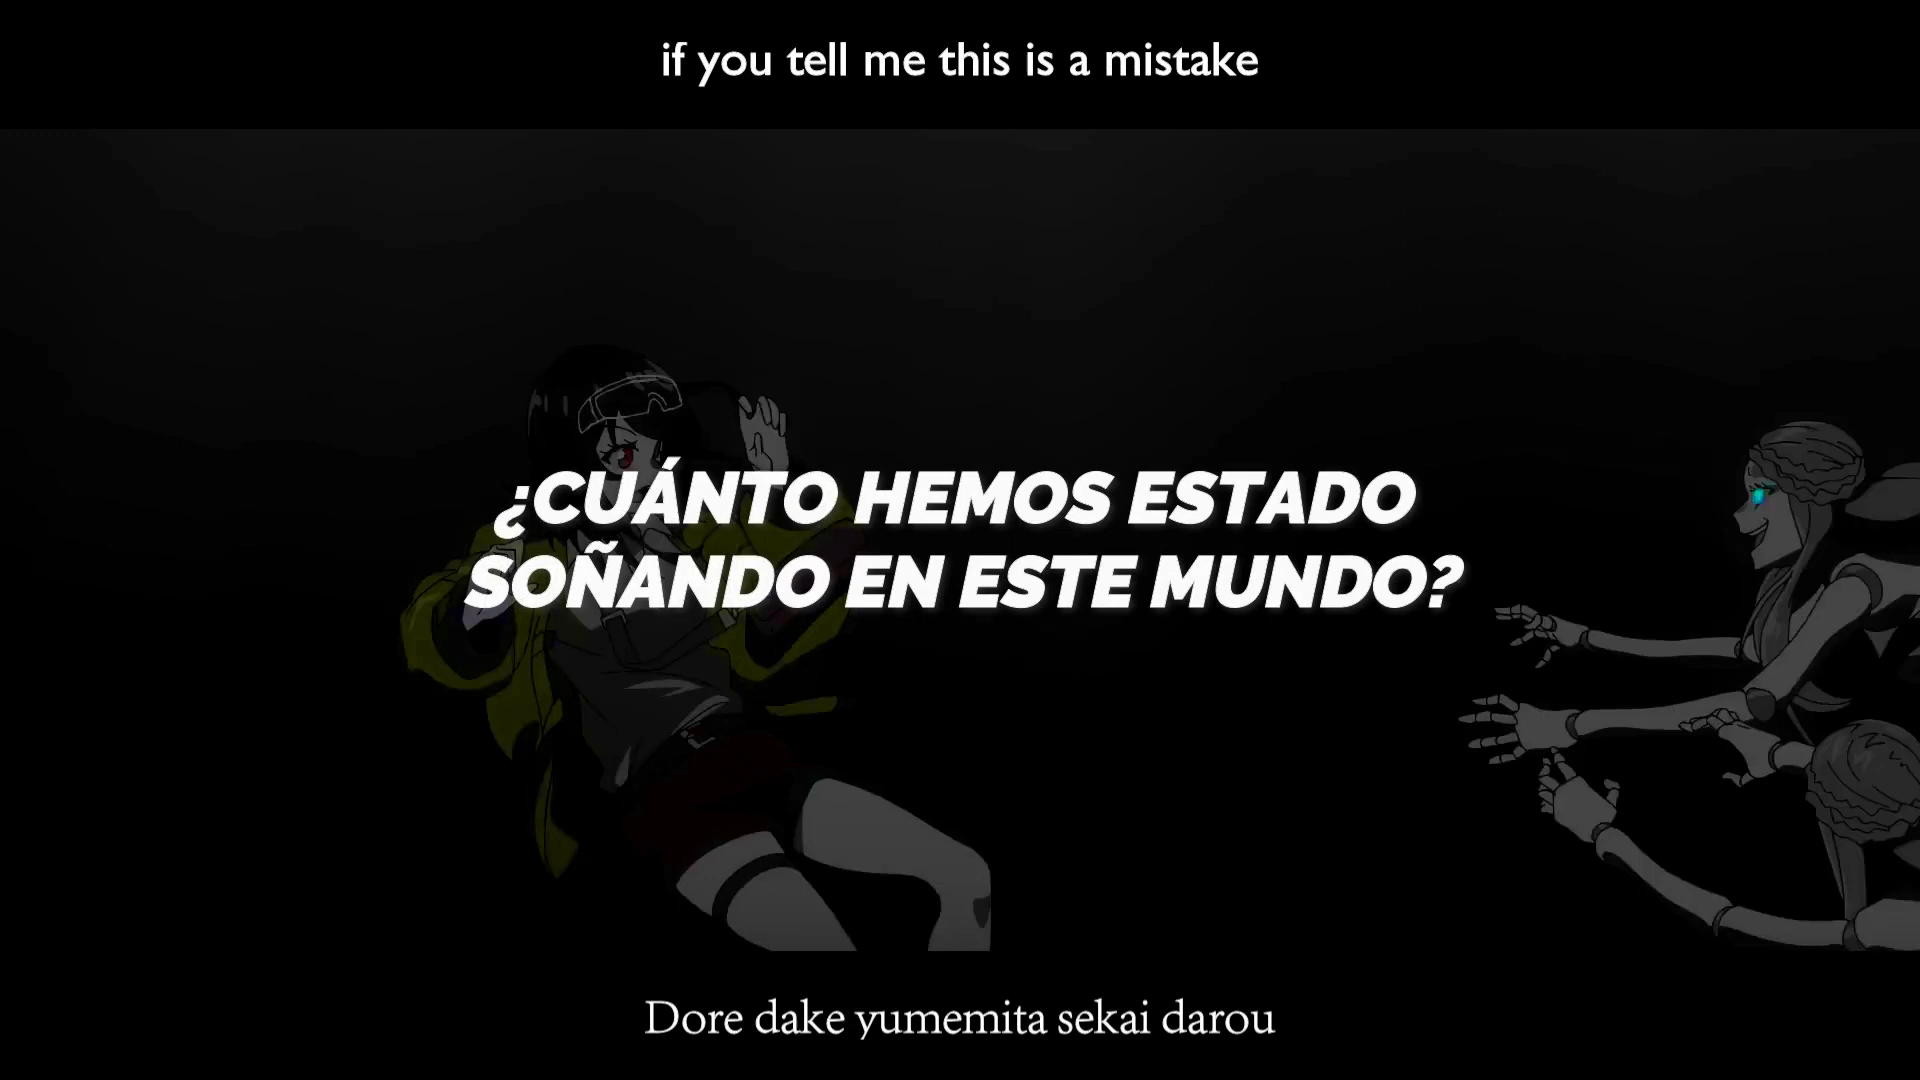 if you tell me this is a mistake
¿CUÁNTO HEMOS ESTADO
SOÑANDO EN ESTE MUNDO?
Dore dake yumemita sekai darou